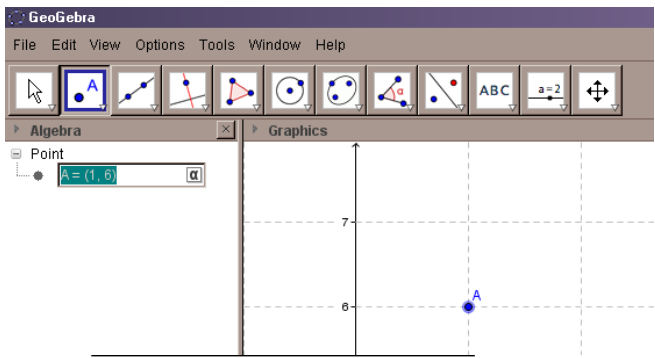 GeoGebra
File Edit View Options Tools Window Help
A α ABC a=2
Algebra
Graphics
Point
A = (1, 6) α
7
A
6